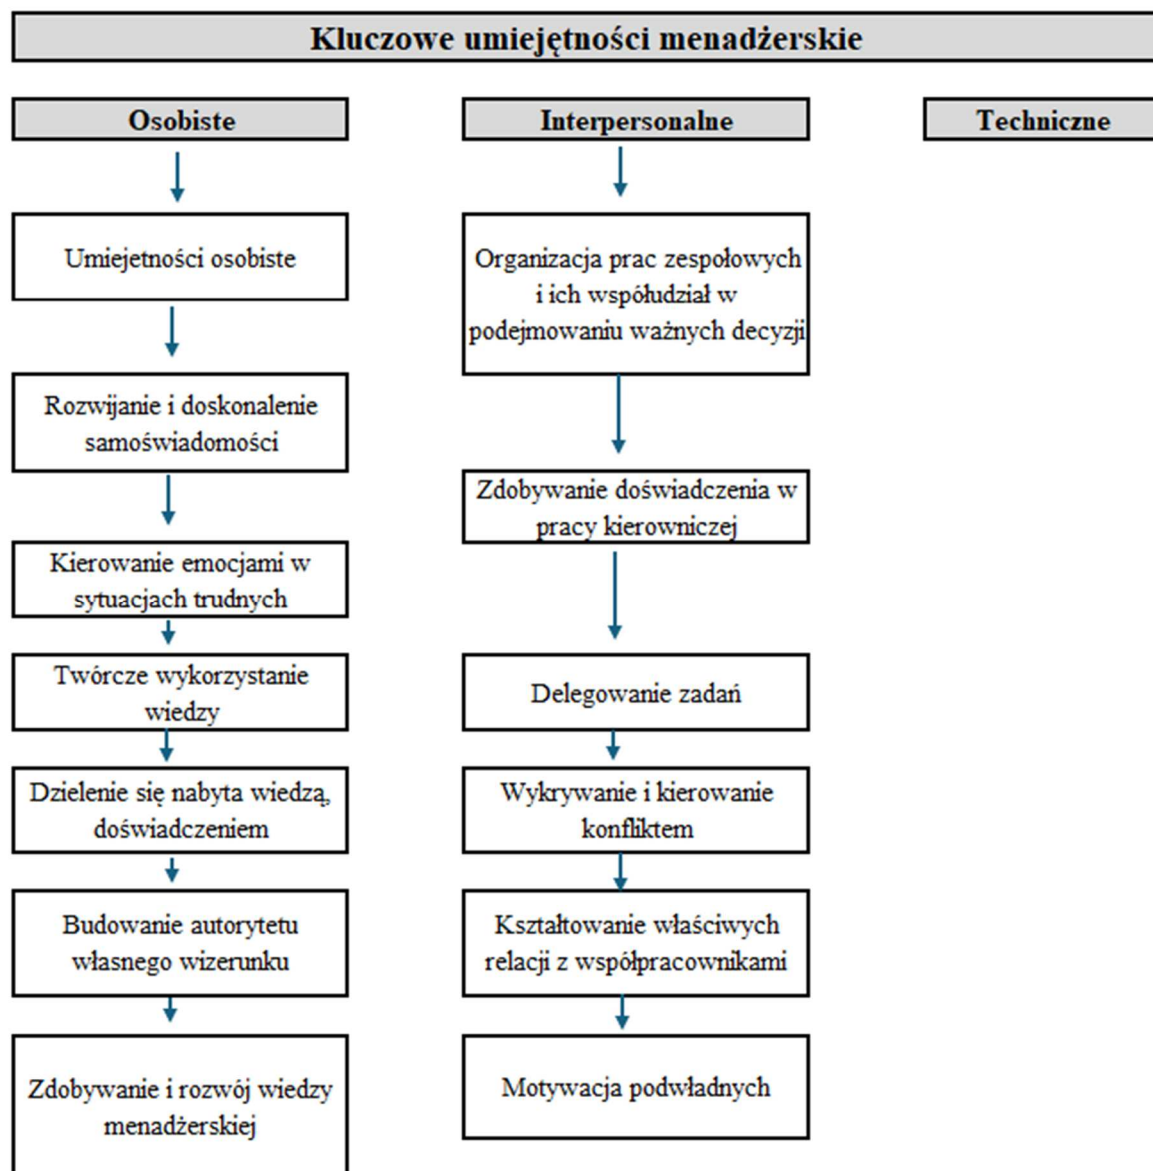 Kluczowe umiejętności menadżerskie
Osobiste
Interpersonalne
Techniczne
Umiejetności osobiste
Rozwijanie i doskonalenie
samoświadomości
Kierowanie emocjami w
sytuacjach trudnych
Twórcze wykorzystanie
wiedzy
Dzielenie się nabyta wiedzą,
doświadczeniem
Budowanie autorytetu
własnego wizerunku
Zdobywanie i rozwój wiedzy
menadżerskiej
Organizacja prac zespołowych
i ich współudział w
podejmowaniu ważnych decyzji
Zdobywanie doświadczenia w
pracy kierowniczej
Delegowanie zadań
Wykrywanie i kierowanie
konfliktem
Kształtowanie właściwych
relacji z współpracownikami
Motywacja podwładnych